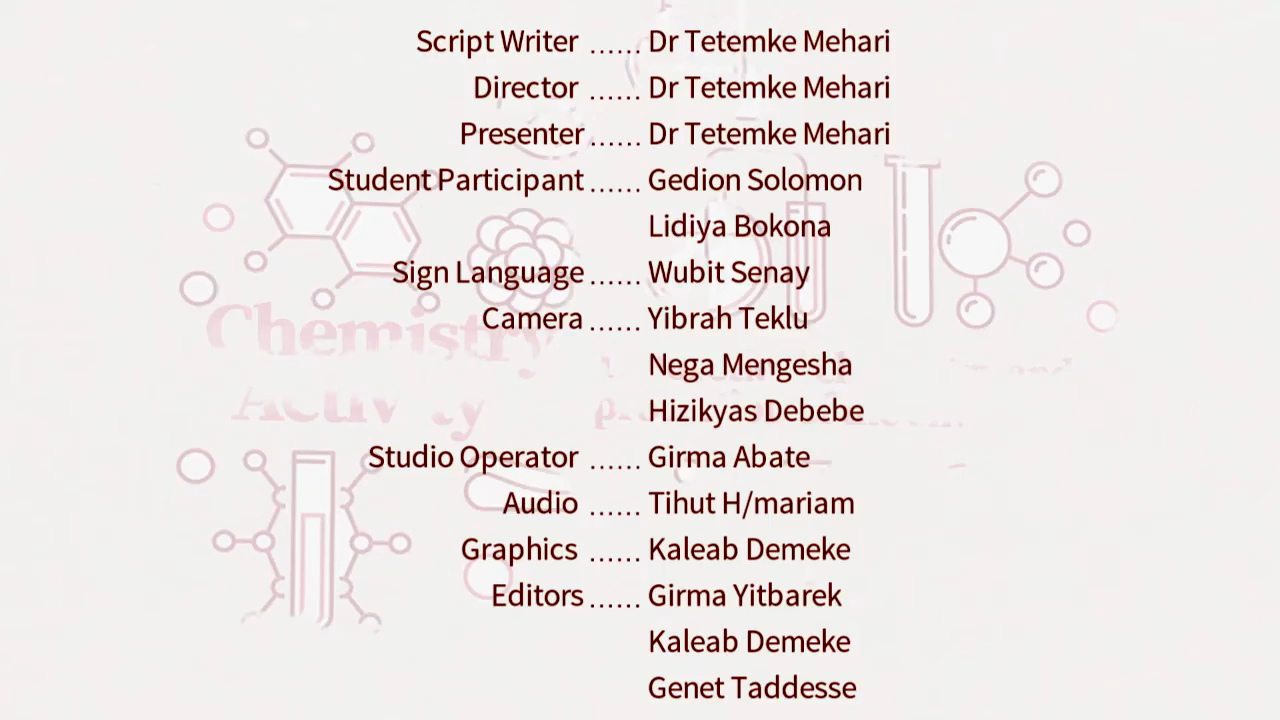 Script Writer ...... Dr Tetemke Mehari
Director ...... Dr Tetemke Mehari
Presenter ...... Dr Tetemke Mehari
Student Participant ...... Gedion Solomon
Lidiya Bokona
Sign Language ...... Wubit Senay
Camera ...... Yibrah Teklu
Chemistry
Nega Mengesha
Activity
Hizikyas Debebe
Studio Operator ...... Girma Abate
Audio ...... Tihut H/mariam
Graphics ...... Kaleab Demeke
Editors ...... Girma Yitbarek
Kaleab Demeke
Genet Taddesse